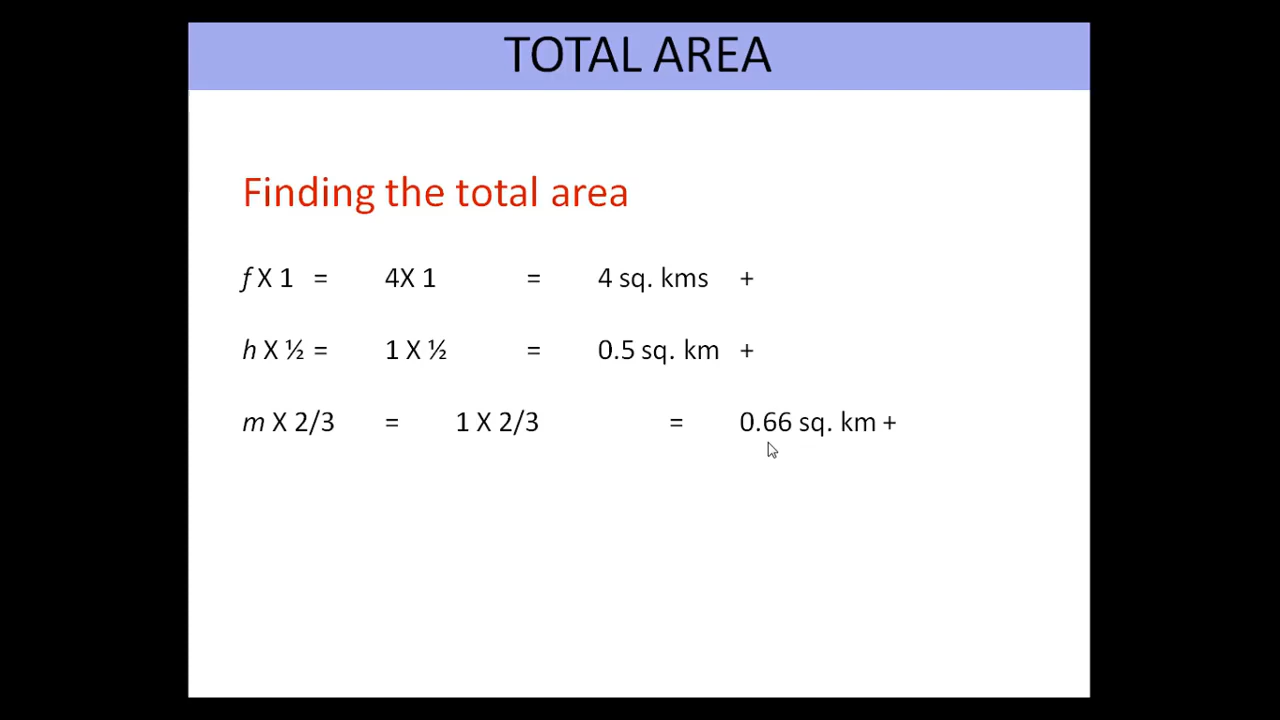 TOTAL AREA
Finding the total area
f X 1 = 4X 1 = 4 sq. kms +
h X ½ = 1 X ½ = 0.5 sq. km +
m X 2/3 = 1 X 2/3 = 0.66 sq. km +